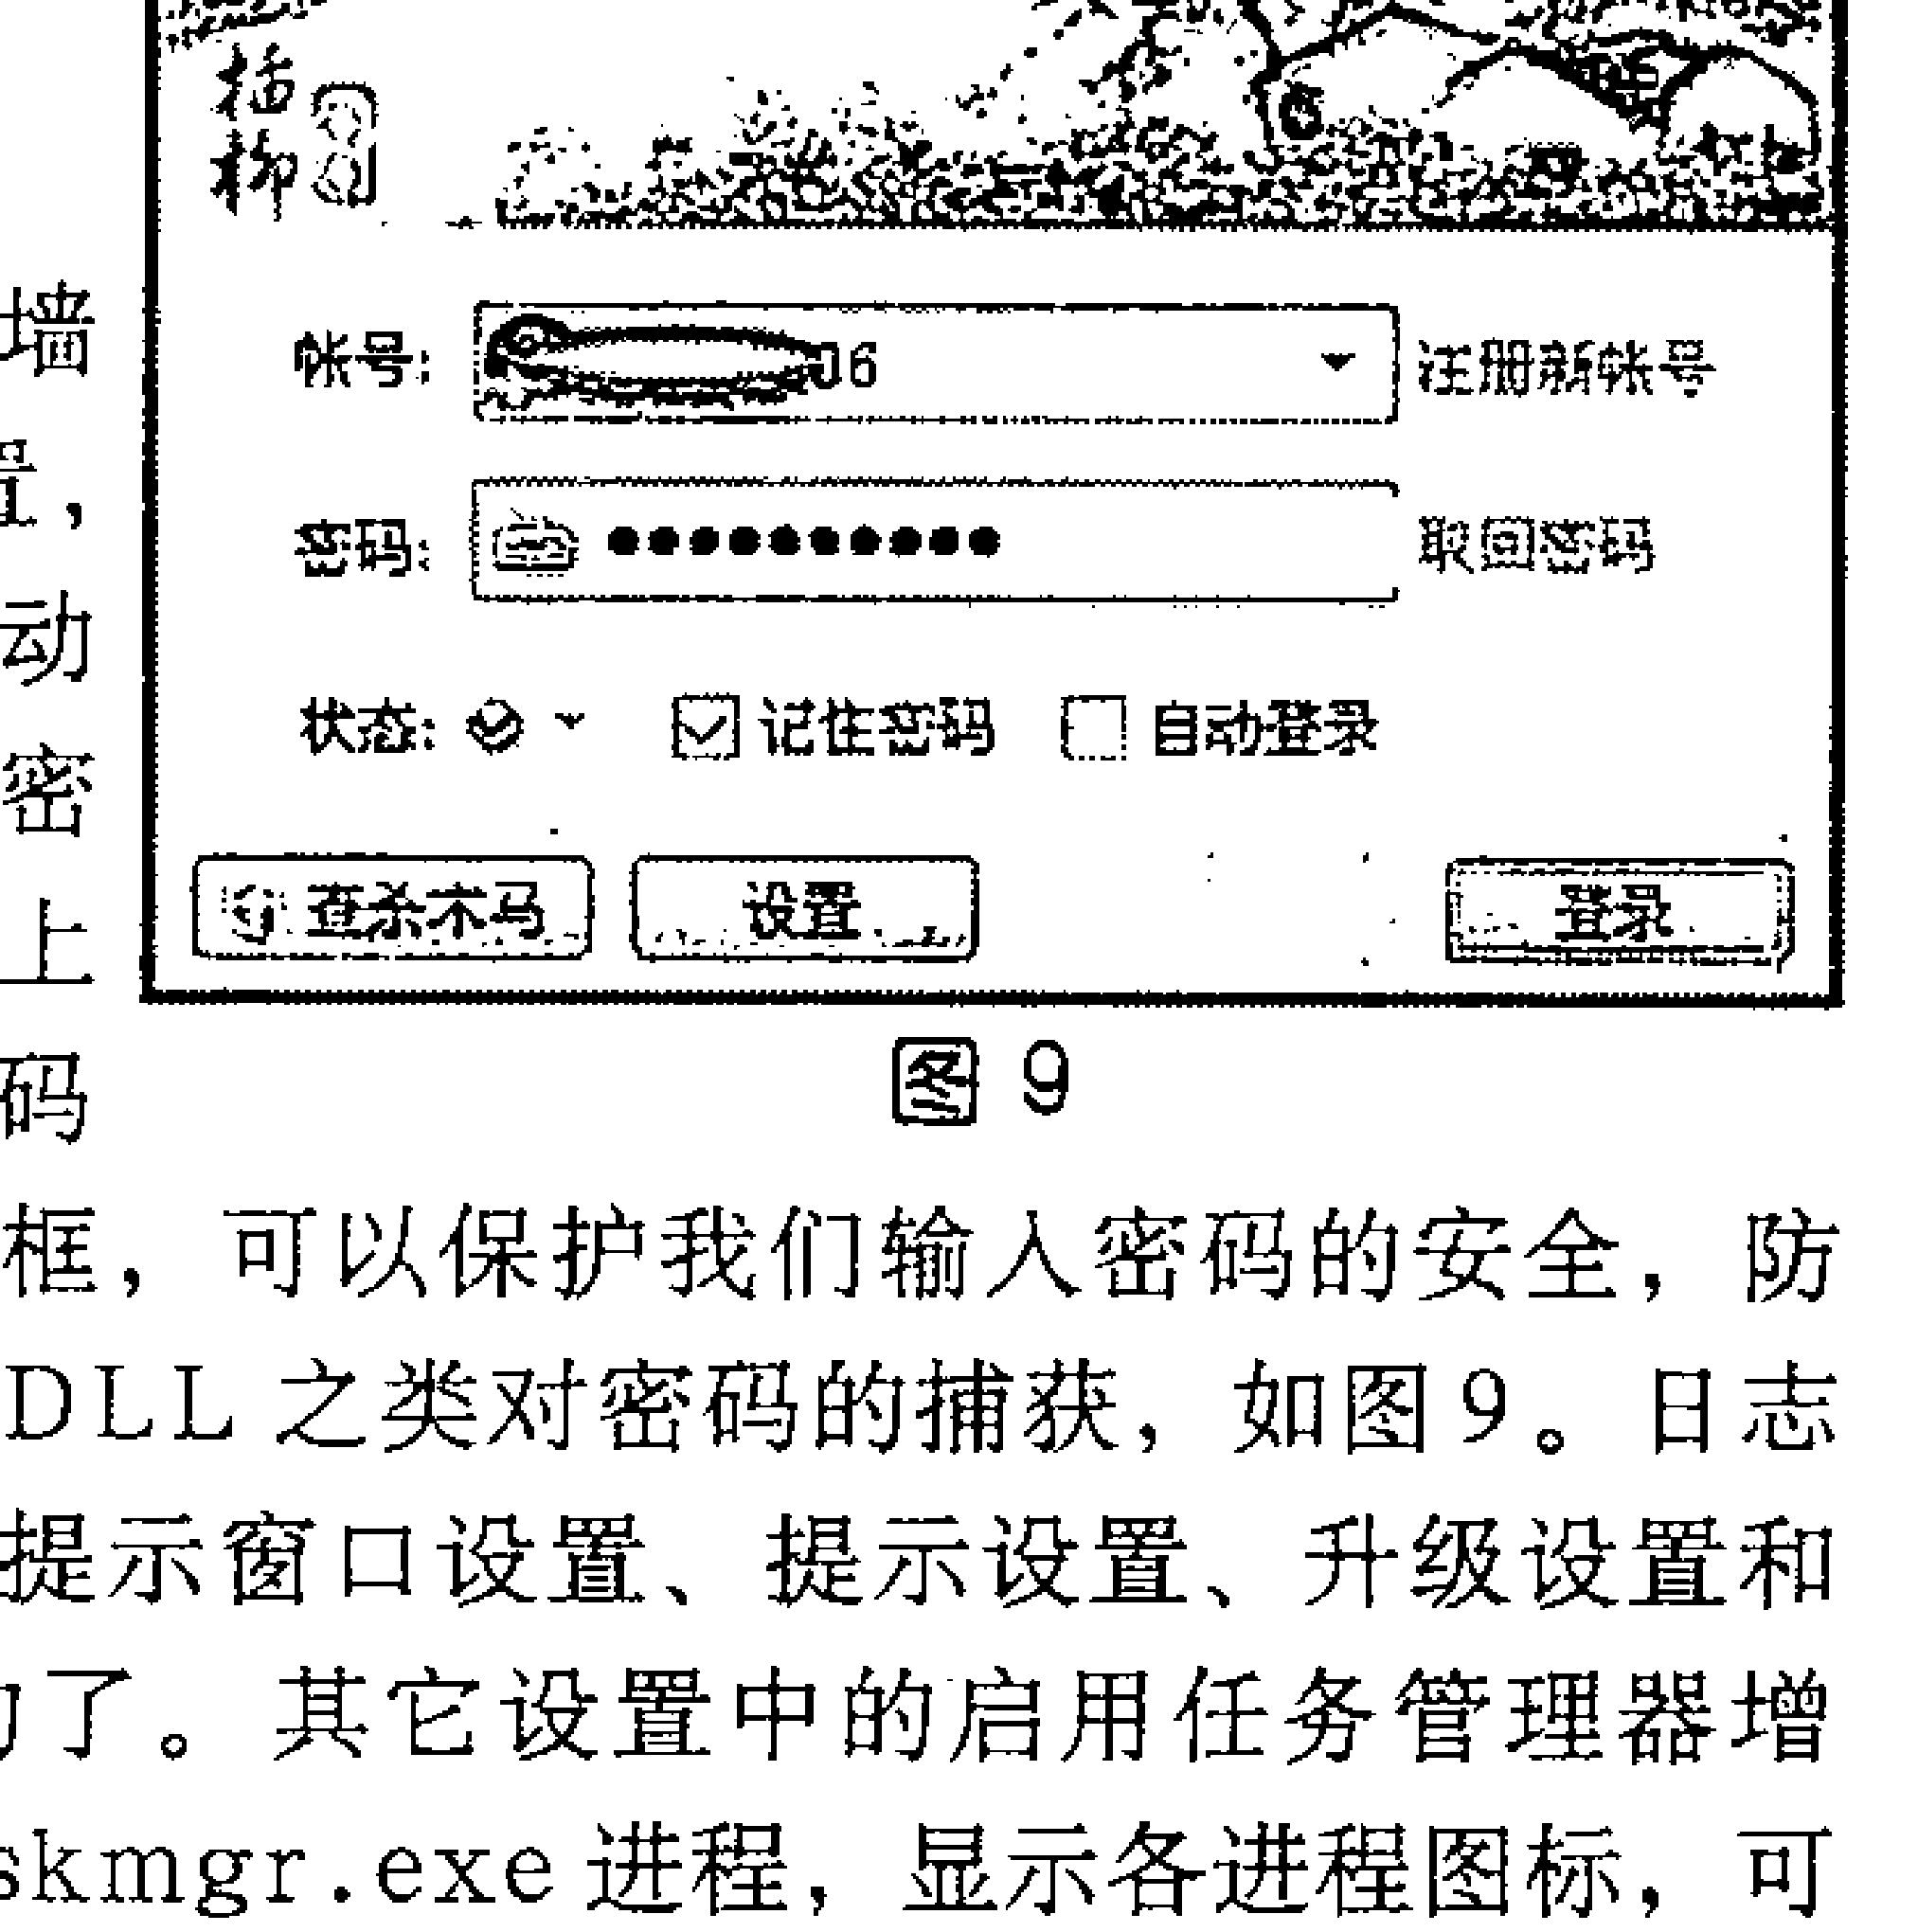 插
柳
墙
置，
动
密
上
码
帐号：
06
注册新帐号
密码：
取回密码
状态：
记住密码
自动登录
查杀木马
设置
登录
图 9
框，可以保护我们输入密码的安全，防
DLL 之类对密码的捕获，如图9。日志
提示窗口设置、提示设置、升级设置和
了。其它设置中的启用任务管理器增
skmgr.exe 进程，显示各进程图标，可